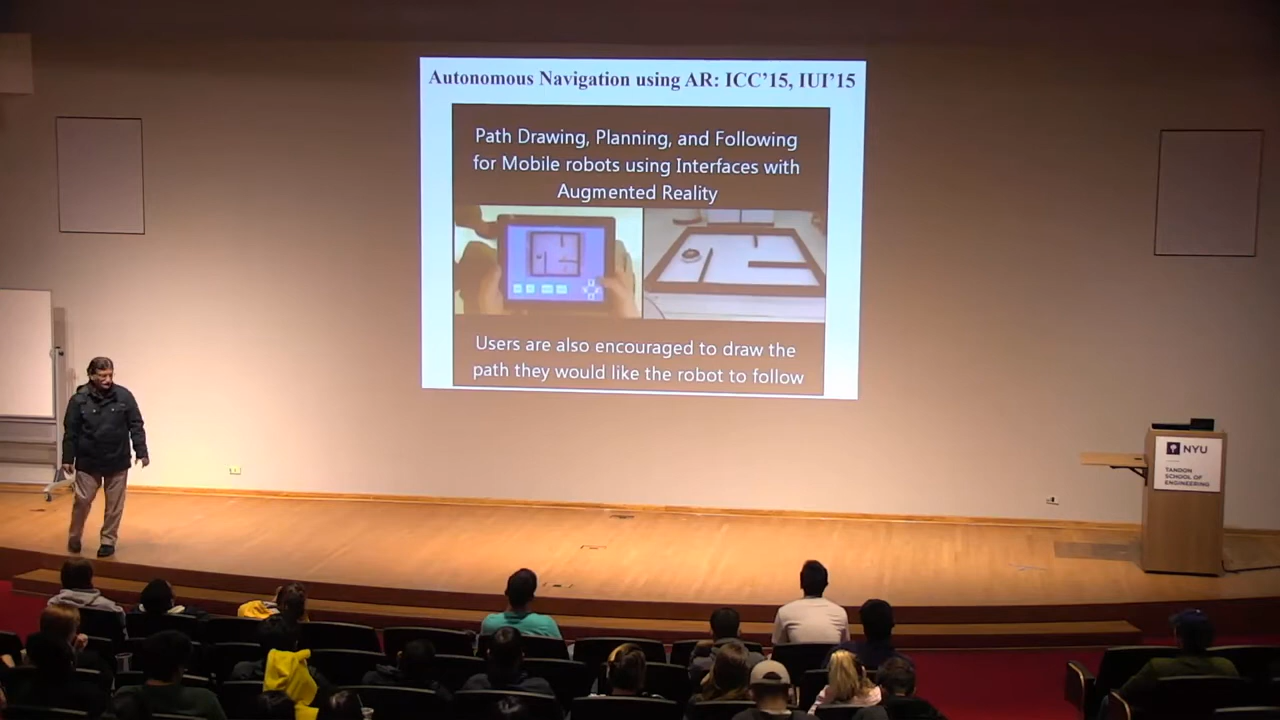 Autonomous Navigation using AR: ICC'15, IUI'15
Path Drawing, Planning, and Following
for Mobile robots using Interfaces with
Augmented Reality
Users are also encouraged to draw the
path they would like the robot to follow
NYU
TANDON
SCHOOL OF
ENGINEERING